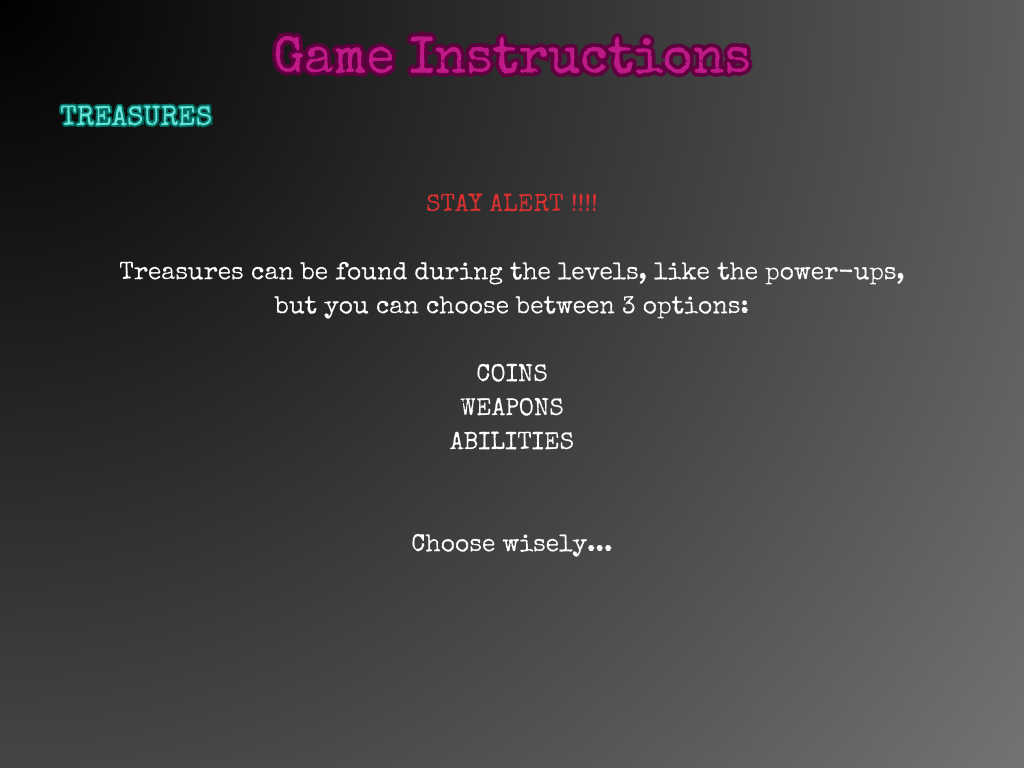 Game Instructions
TREASURES
STAY ALERT !!!!
Treasures can be found during the levels, like the power-ups,
but you can choose between 3 options:
COINS
WEAPONS
ABILITIES
Choose wisely...